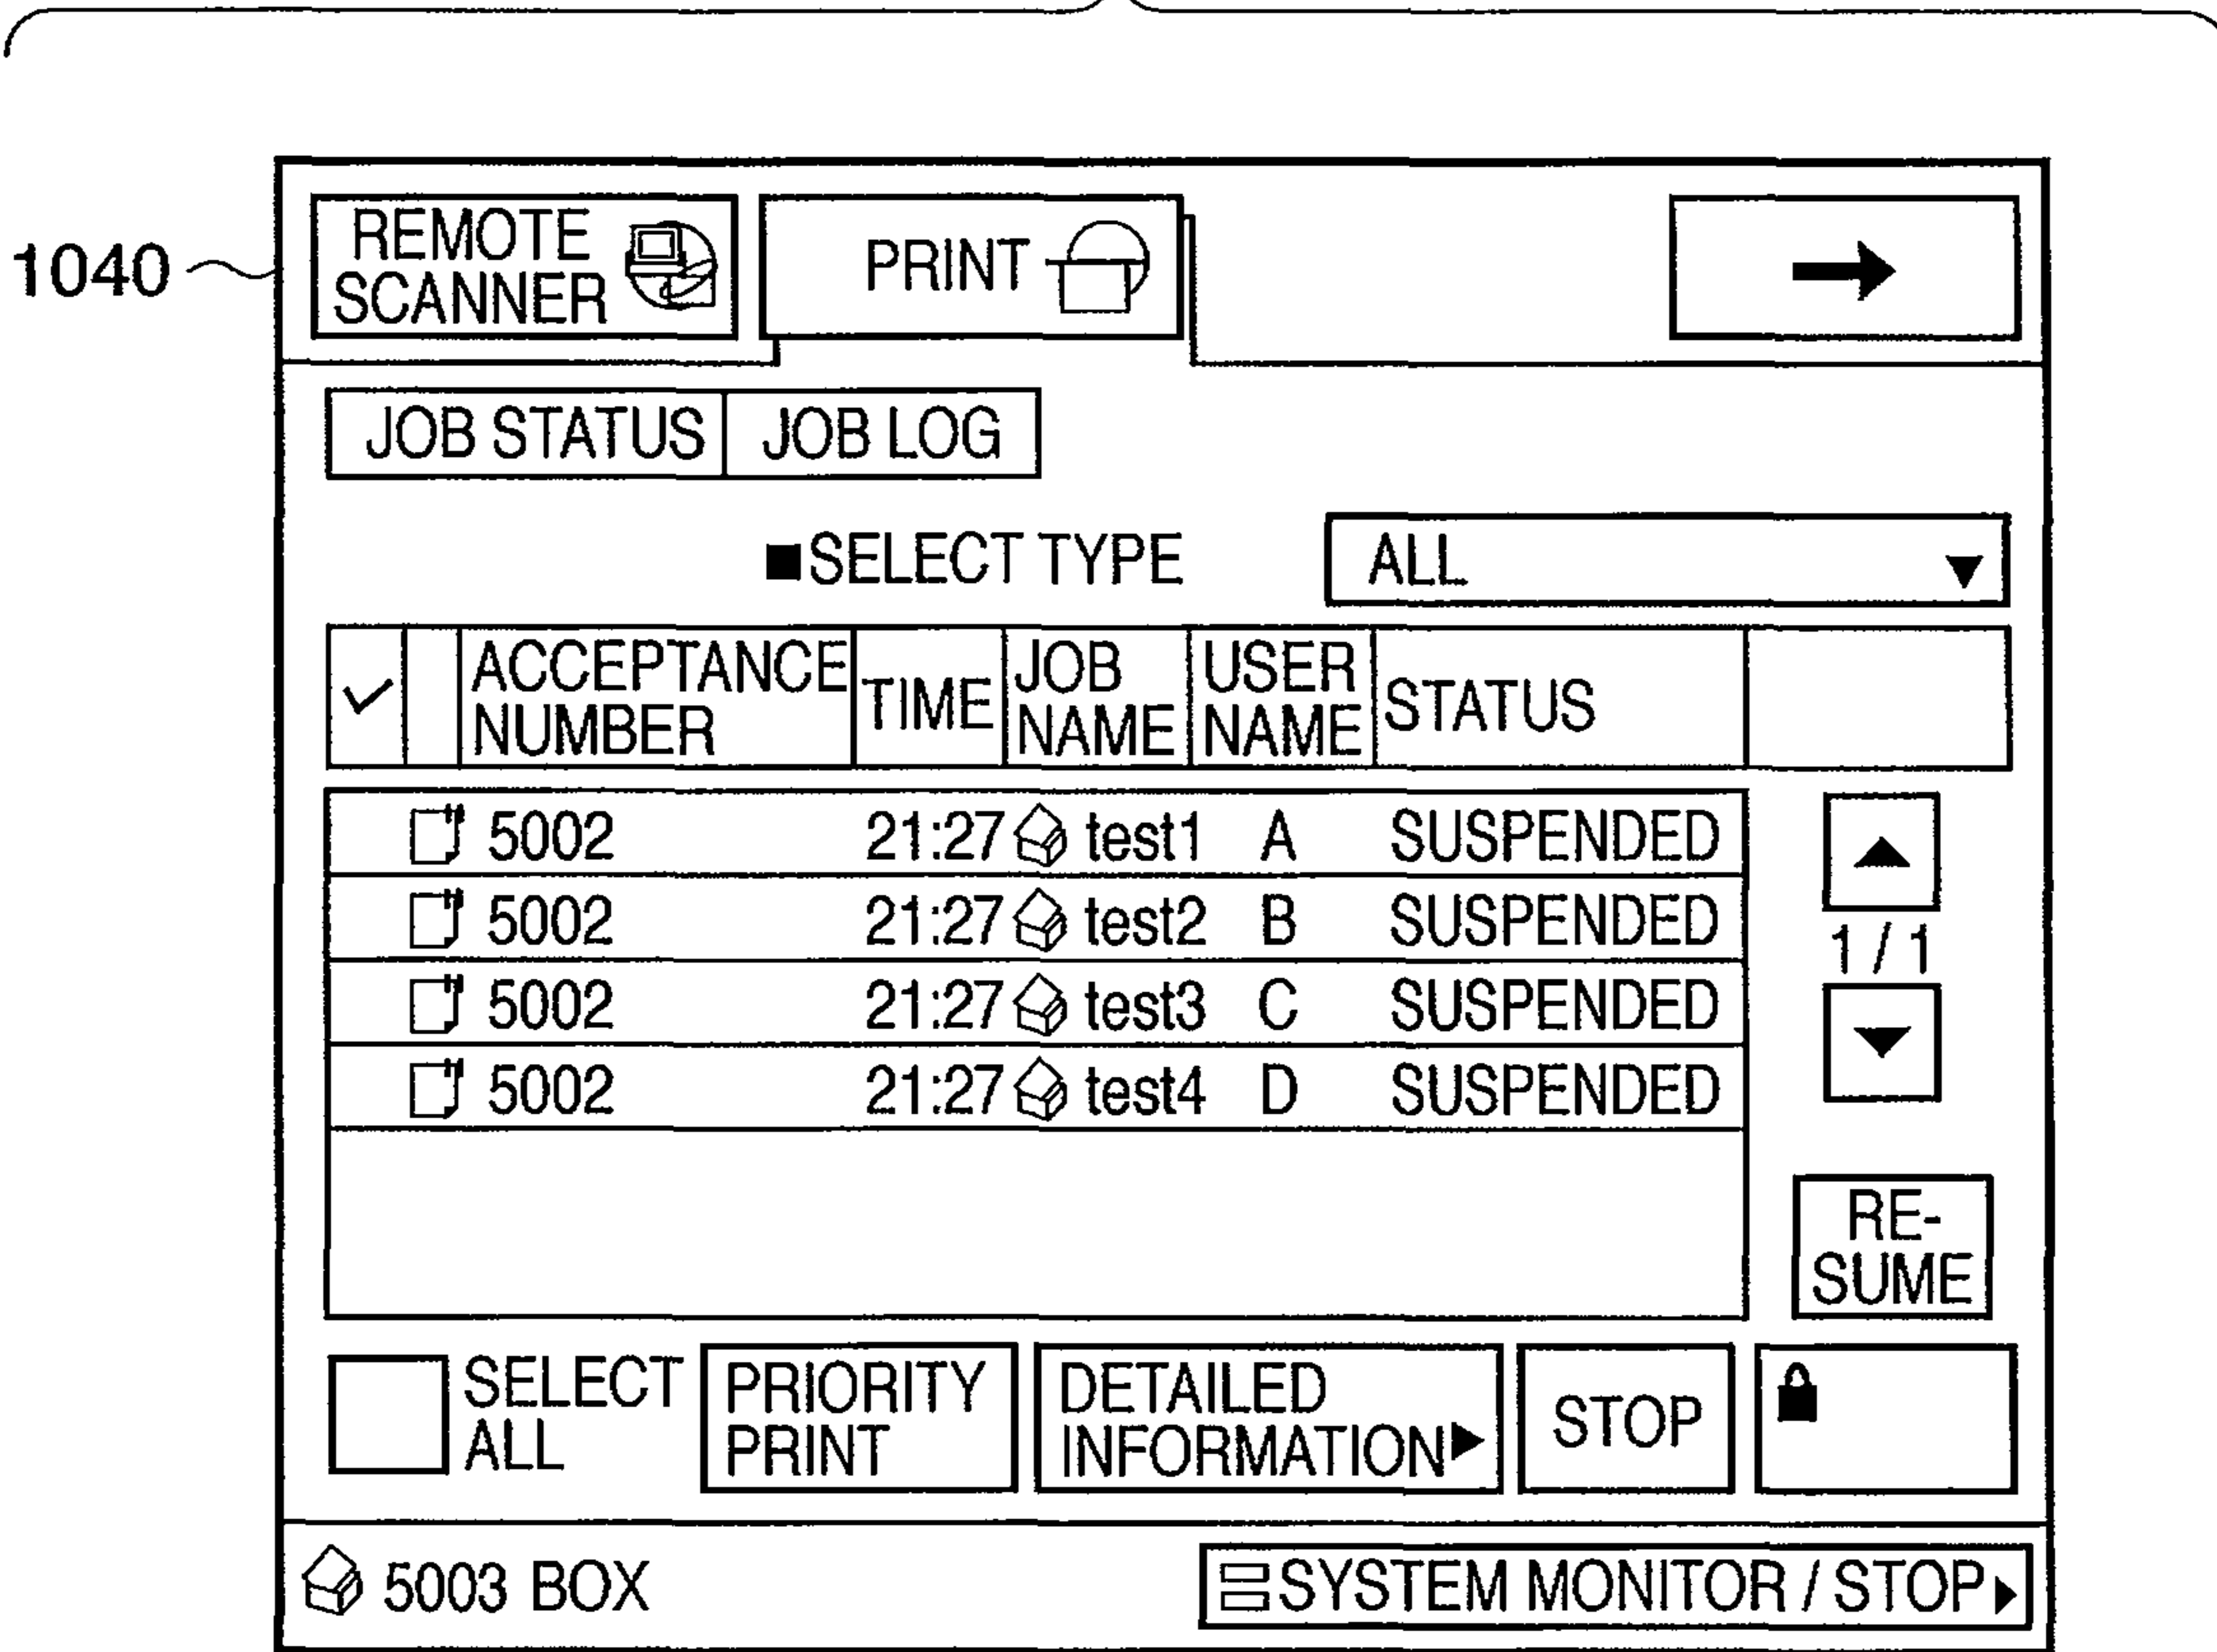 1040
REMOTE
SCANNER
PRINT
JOB STATUS
JOB LOG
■SELECT TYPE
ALL
ACCEPTANCE
NUMBER
TIME
JOB
NAME
USER
NAME
STATUS
5002 21:27 test1 A SUSPENDED
5002 21:27 test2 B SUSPENDED
5002 21:27 test3 C SUSPENDED
5002 21:27 test4 D SUSPENDED
1 / 1
RE-
SUME
SELECT
ALL
PRIORITY
PRINT
DETAILED
INFORMATION
STOP
5003 BOX
SYSTEM MONITOR / STOP